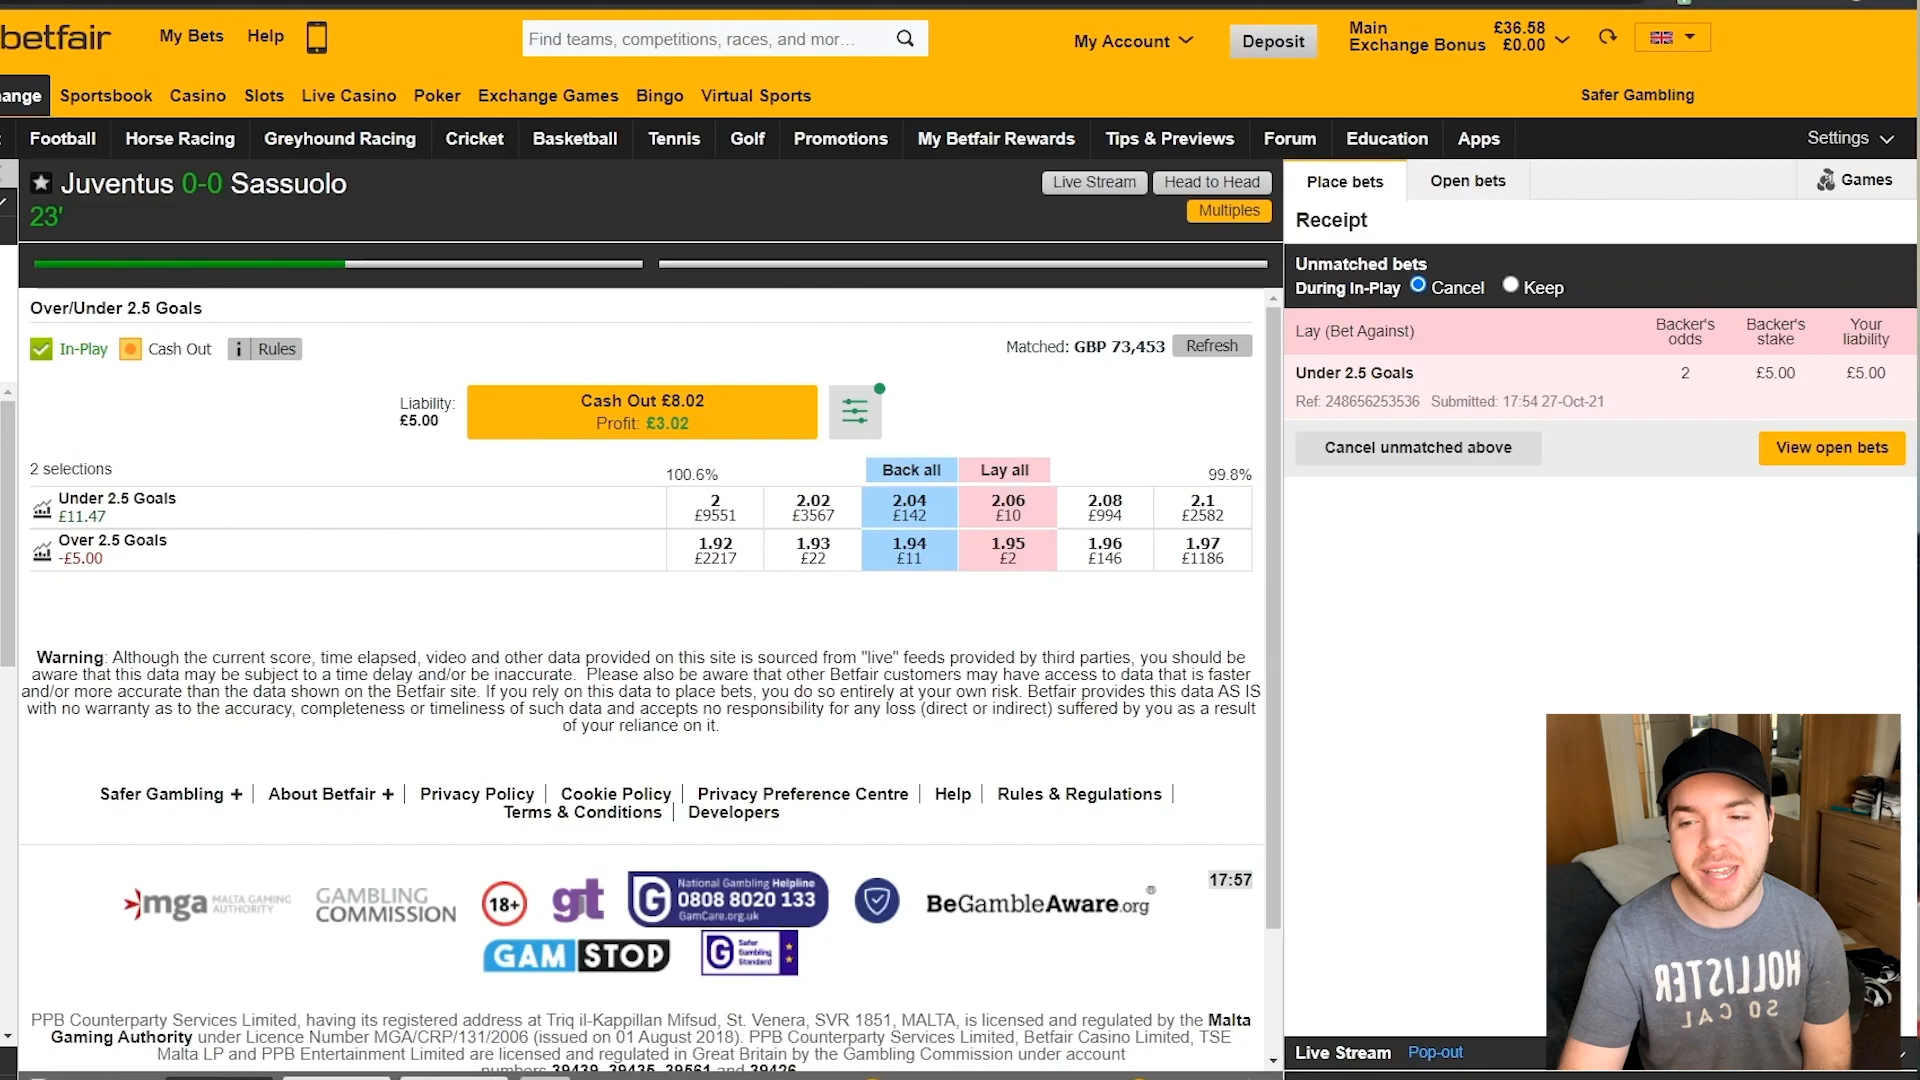 betfair
My Bets Help
Find teams, competitions, races, and mor...
My Account
Deposit
Main £36.58
Exchange Bonus £0.00
ange Sportsbook Casino Slots Live Casino Poker Exchange Games Bingo Virtual Sports
Safer Gambling
Football Horse Racing Greyhound Racing Cricket Basketball Tennis Golf Promotions My Betfair Rewards Tips & Previews Forum Education Apps
Settings
Juventus 0-0 Sassuolo
23'
Live Stream Head to Head
Multiples
Over/Under 2.5 Goals
In-Play Cash Out i Rules
Matched: GBP 73,453 Refresh
Liability:
£5.00
Cash Out £8.02
Profit: £3.02
2 selections 100.6% Back all Lay all 99.8%
Under 2.5 Goals 2 2.02 2.04 2.06 2.08 2.1
£11.47 £9551 £3567 £142 £10 £994 £2582
Over 2.5 Goals 1.92 1.93 1.94 1.95 1.96 1.97
-£5.00 £2217 £22 £11 £2 £146 £1186
Warning: Although the current score, time elapsed, video and other data provided on this site is sourced from "live" feeds provided by third parties, you should be
aware that this data may be subject to a time delay and/or be inaccurate. Please also be aware that other Betfair customers may have access to data that is faster
and/or more accurate than the data shown on the Betfair site. If you rely on this data to place bets, you do so entirely at your own risk. Betfair provides this data AS IS
with no warranty as to the accuracy, completeness or timeliness of such data and accepts no responsibility for any loss (direct or indirect) suffered by you as a result
of your reliance on it.
Safer Gambling + About Betfair + Privacy Policy Cookie Policy Privacy Preference Centre Help Rules & Regulations
Terms & Conditions Developers
17:57
mga MALTA GAMING AUTHORITY
GAMBLING COMMISSION
18+
gt
G National Gambling Helpline
0808 8020 133
GamCare.org.uk
BeGambleAware.org®
GAMSTOP
G Safer Gambling Standard
PPB Counterparty Services Limited, having its registered address at Triq il-Kappillan Mifsud, St. Venera, SVR 1851, MALTA, is licensed and regulated by the Malta
Gaming Authority under Licence Number MGA/CRP/131/2006 (issued on 01 August 2018). PPB Counterparty Services Limited, Betfair Casino Limited, TSE
Malta LP and PPB Entertainment Limited are licensed and regulated in Great Britain by the Gambling Commission under account
numbers 39439, 39435, 39561 and 39426
Place bets Open bets Games
Receipt
Unmatched bets
During In-Play Cancel Keep
Lay (Bet Against) Backer's odds Backer's stake Your liability
Under 2.5 Goals 2 £5.00 £5.00
Ref: 248656253536 Submitted: 17:54 27-Oct-21
Cancel unmatched above View open bets
Live Stream Pop-out
HOLLISTER
SO CAL